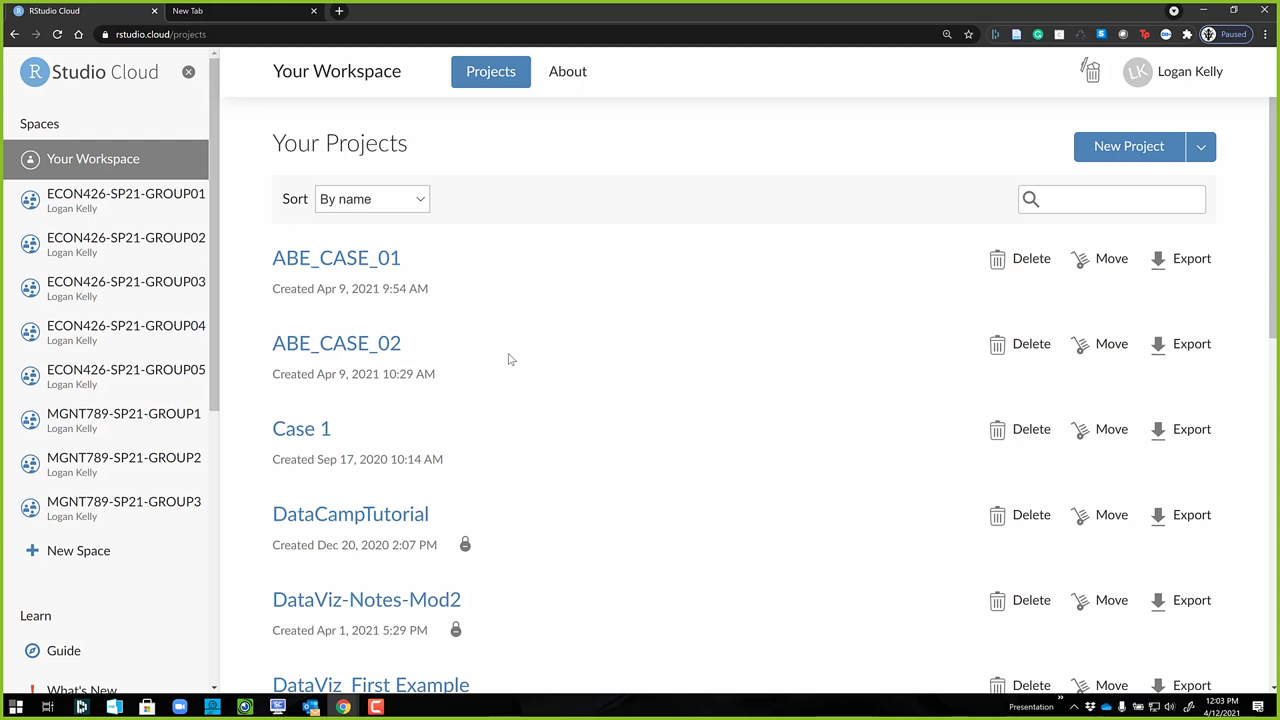 RStudio Cloud
New Tab
rstudio.cloud/projects
Paused
R Studio Cloud
Your Workspace
Projects
About
LK
Logan Kelly
Spaces
Your Workspace
ECON426-SP21-GROUP01
Logan Kelly
ECON426-SP21-GROUP02
Logan Kelly
ECON426-SP21-GROUP03
Logan Kelly
ECON426-SP21-GROUP04
Logan Kelly
ECON426-SP21-GROUP05
Logan Kelly
MGNT789-SP21-GROUP1
Logan Kelly
MGNT789-SP21-GROUP2
Logan Kelly
MGNT789-SP21-GROUP3
Logan Kelly
New Space
Learn
Guide
What's New
Your Projects
New Project
Sort
By name
ABE_CASE_01
Delete Move Export
Created Apr 9, 2021 9:54 AM
ABE_CASE_02
Delete Move Export
Created Apr 9, 2021 10:29 AM
Case 1
Delete Move Export
Created Sep 17, 2020 10:14 AM
DataCampTutorial
Delete Move Export
Created Dec 20, 2020 2:07 PM
DataViz-Notes-Mod2
Delete Move Export
Created Apr 1, 2021 5:29 PM
DataViz_First Example
Delete Move Export
Presentation
12:03 PM
4/12/2021